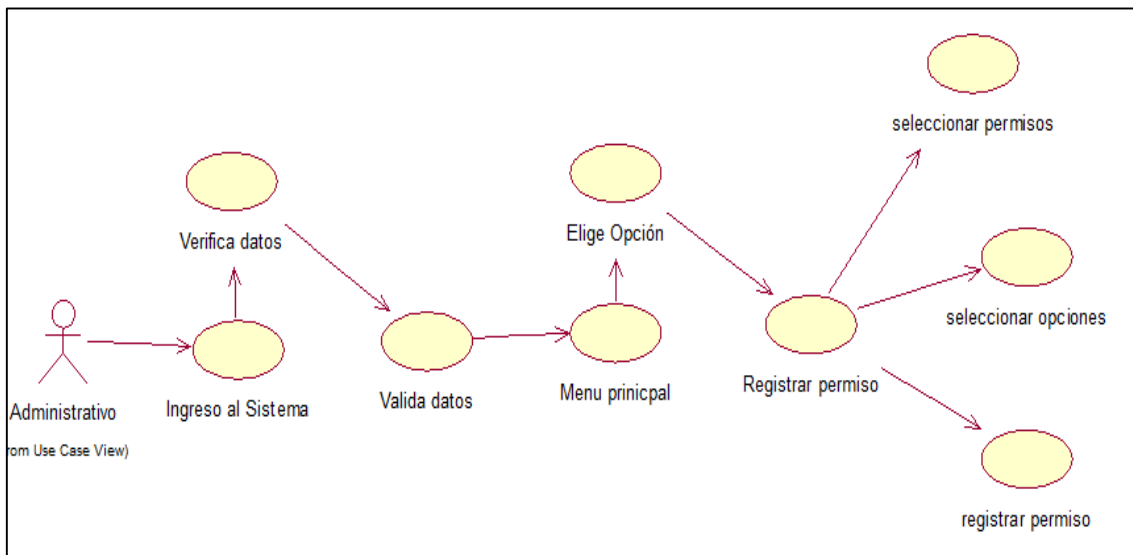 seleccionar permisos
Verifica datos
Elige Opción
seleccionar opciones
Administrativo
(rom Use Case View)
Ingreso al Sistema
Valida datos
Menu prinicpal
Registrar permiso
registrar permiso